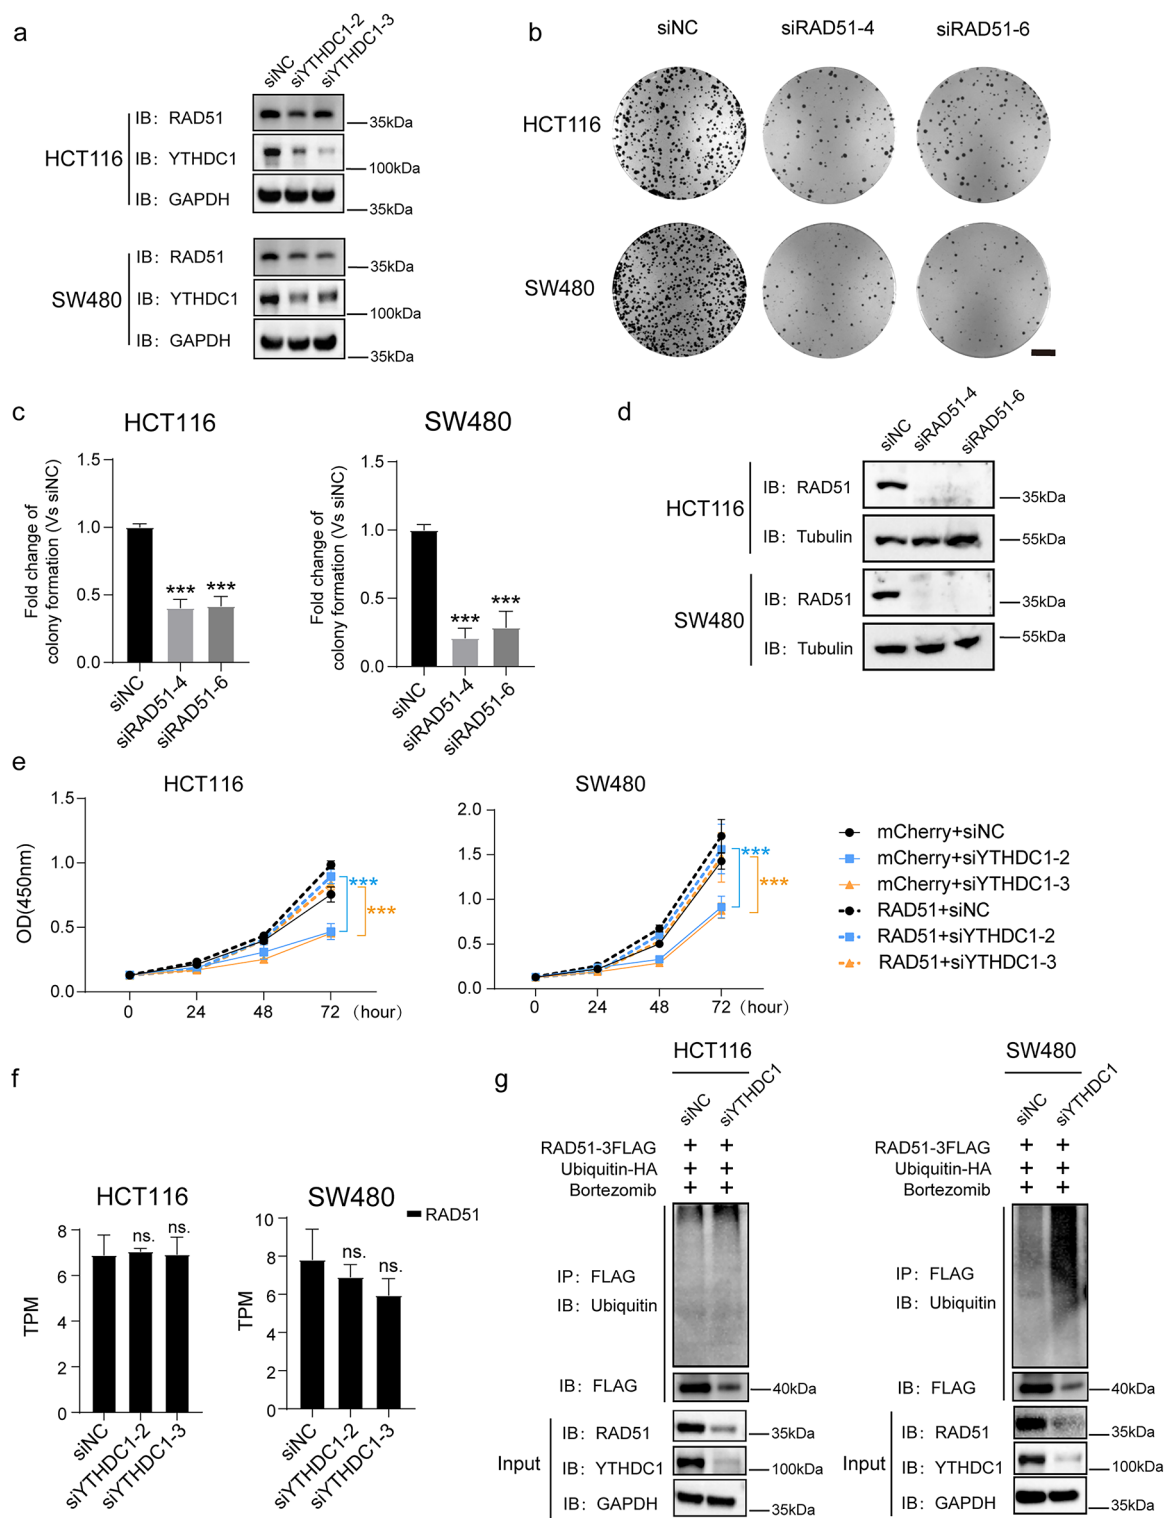 a
siNC
siYTHDC1-2
siYTHDC1-3
HCT116
IB: RAD51
35kDa
IB: YTHDC1
100kDa
IB: GAPDH
35kDa
SW480
IB: RAD51
35kDa
IB: YTHDC1
100kDa
IB: GAPDH
35kDa
b
siNC siRAD51-4 siRAD51-6
HCT116
SW480
c
HCT116
Fold change of
colony formation (Vs siNC)
1.5
1.0
0.5
0.0
***
***
siNC
siRAD51-4
siRAD51-6
SW480
Fold change of
colony formation (Vs siNC)
1.5
1.0
0.5
0.0
***
***
siNC
siRAD51-4
siRAD51-6
d
siNC
siRAD51-4
siRAD51-6
HCT116
IB: RAD51
35kDa
IB: Tubulin
55kDa
SW480
IB: RAD51
35kDa
IB: Tubulin
55kDa
e
HCT116
OD(450nm)
1.5
1.0
0.5
0.0
0 24 48 72 (hour)
***
***
SW480
2.0
1.5
1.0
0.5
0.0
0 24 48 72 (hour)
***
***
mCherry+siNC
mCherry+siYTHDC1-2
mCherry+siYTHDC1-3
RAD51+siNC
RAD51+siYTHDC1-2
RAD51+siYTHDC1-3
f
HCT116
TPM
8
6
4
2
0
ns.
ns.
siNC
siYTHDC1-2
siYTHDC1-3
SW480
RAD51
TPM
10
8
6
4
2
0
ns.
ns.
siNC
siYTHDC1-2
siYTHDC1-3
g
HCT116
siNC
siYTHDC1
RAD51-3FLAG + +
Ubiquitin-HA + +
Bortezomib + +
IP: FLAG
IB: Ubiquitin
IB: FLAG
40kDa
Input
IB: RAD51
35kDa
IB: YTHDC1
100kDa
IB: GAPDH
35kDa
SW480
siNC
siYTHDC1
RAD51-3FLAG + +
Ubiquitin-HA + +
Bortezomib + +
IP: FLAG
IB: Ubiquitin
IB: FLAG
40kDa
Input
IB: RAD51
35kDa
IB: YTHDC1
100kDa
IB: GAPDH
35kDa